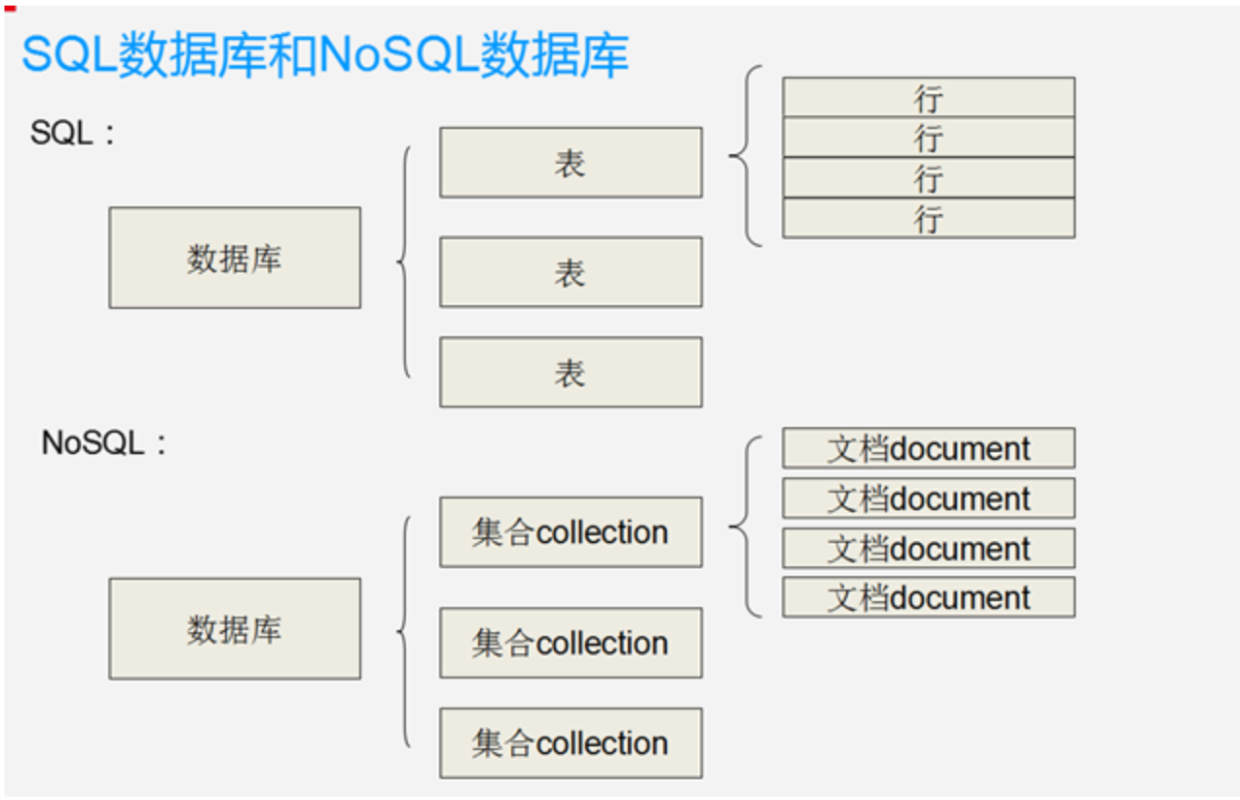 SQL数据库和NoSQL数据库
SQL：
数据库
表
表
表
行
行
行
行
NoSQL：
数据库
集合collection
集合collection
集合collection
文档document
文档document
文档document
文档document